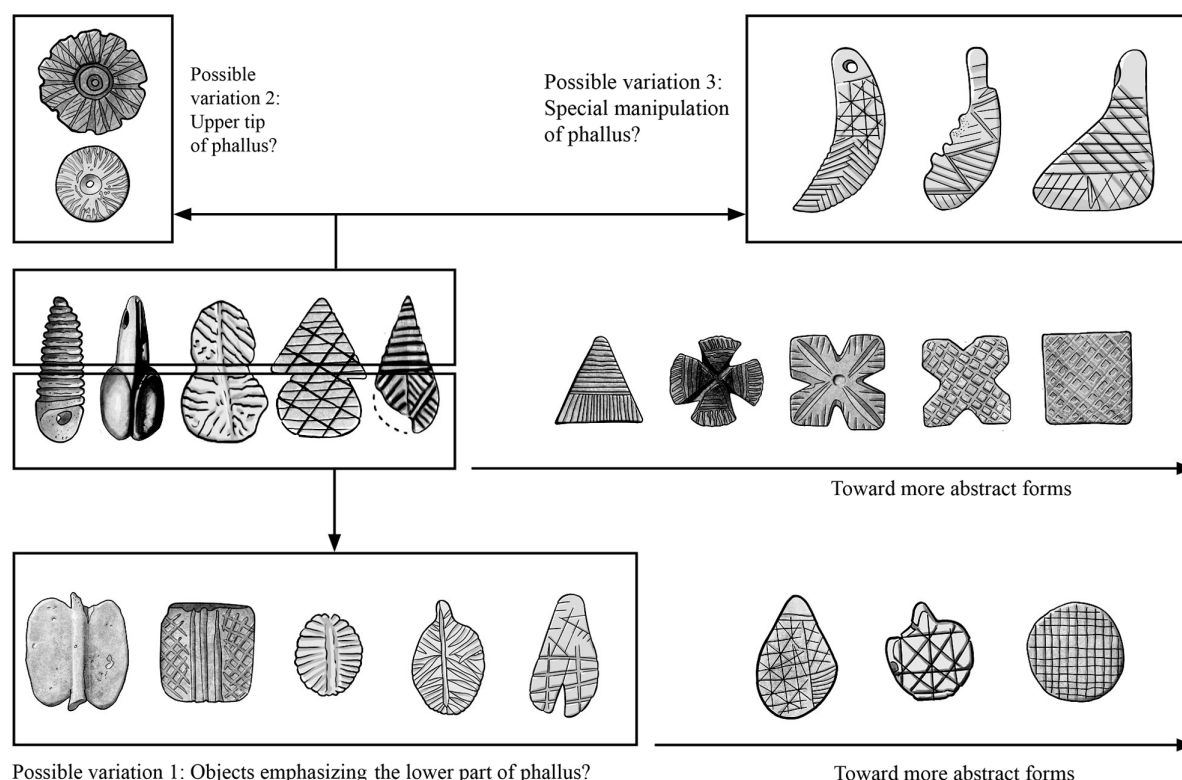 Possible
variation 2:
Upper tip
of phallus?
Possible variation 3:
Special manipulation
of phallus?
Toward more abstract forms
Possible variation 1: Objects emphasizing the lower part of phallus?
Toward more abstract forms